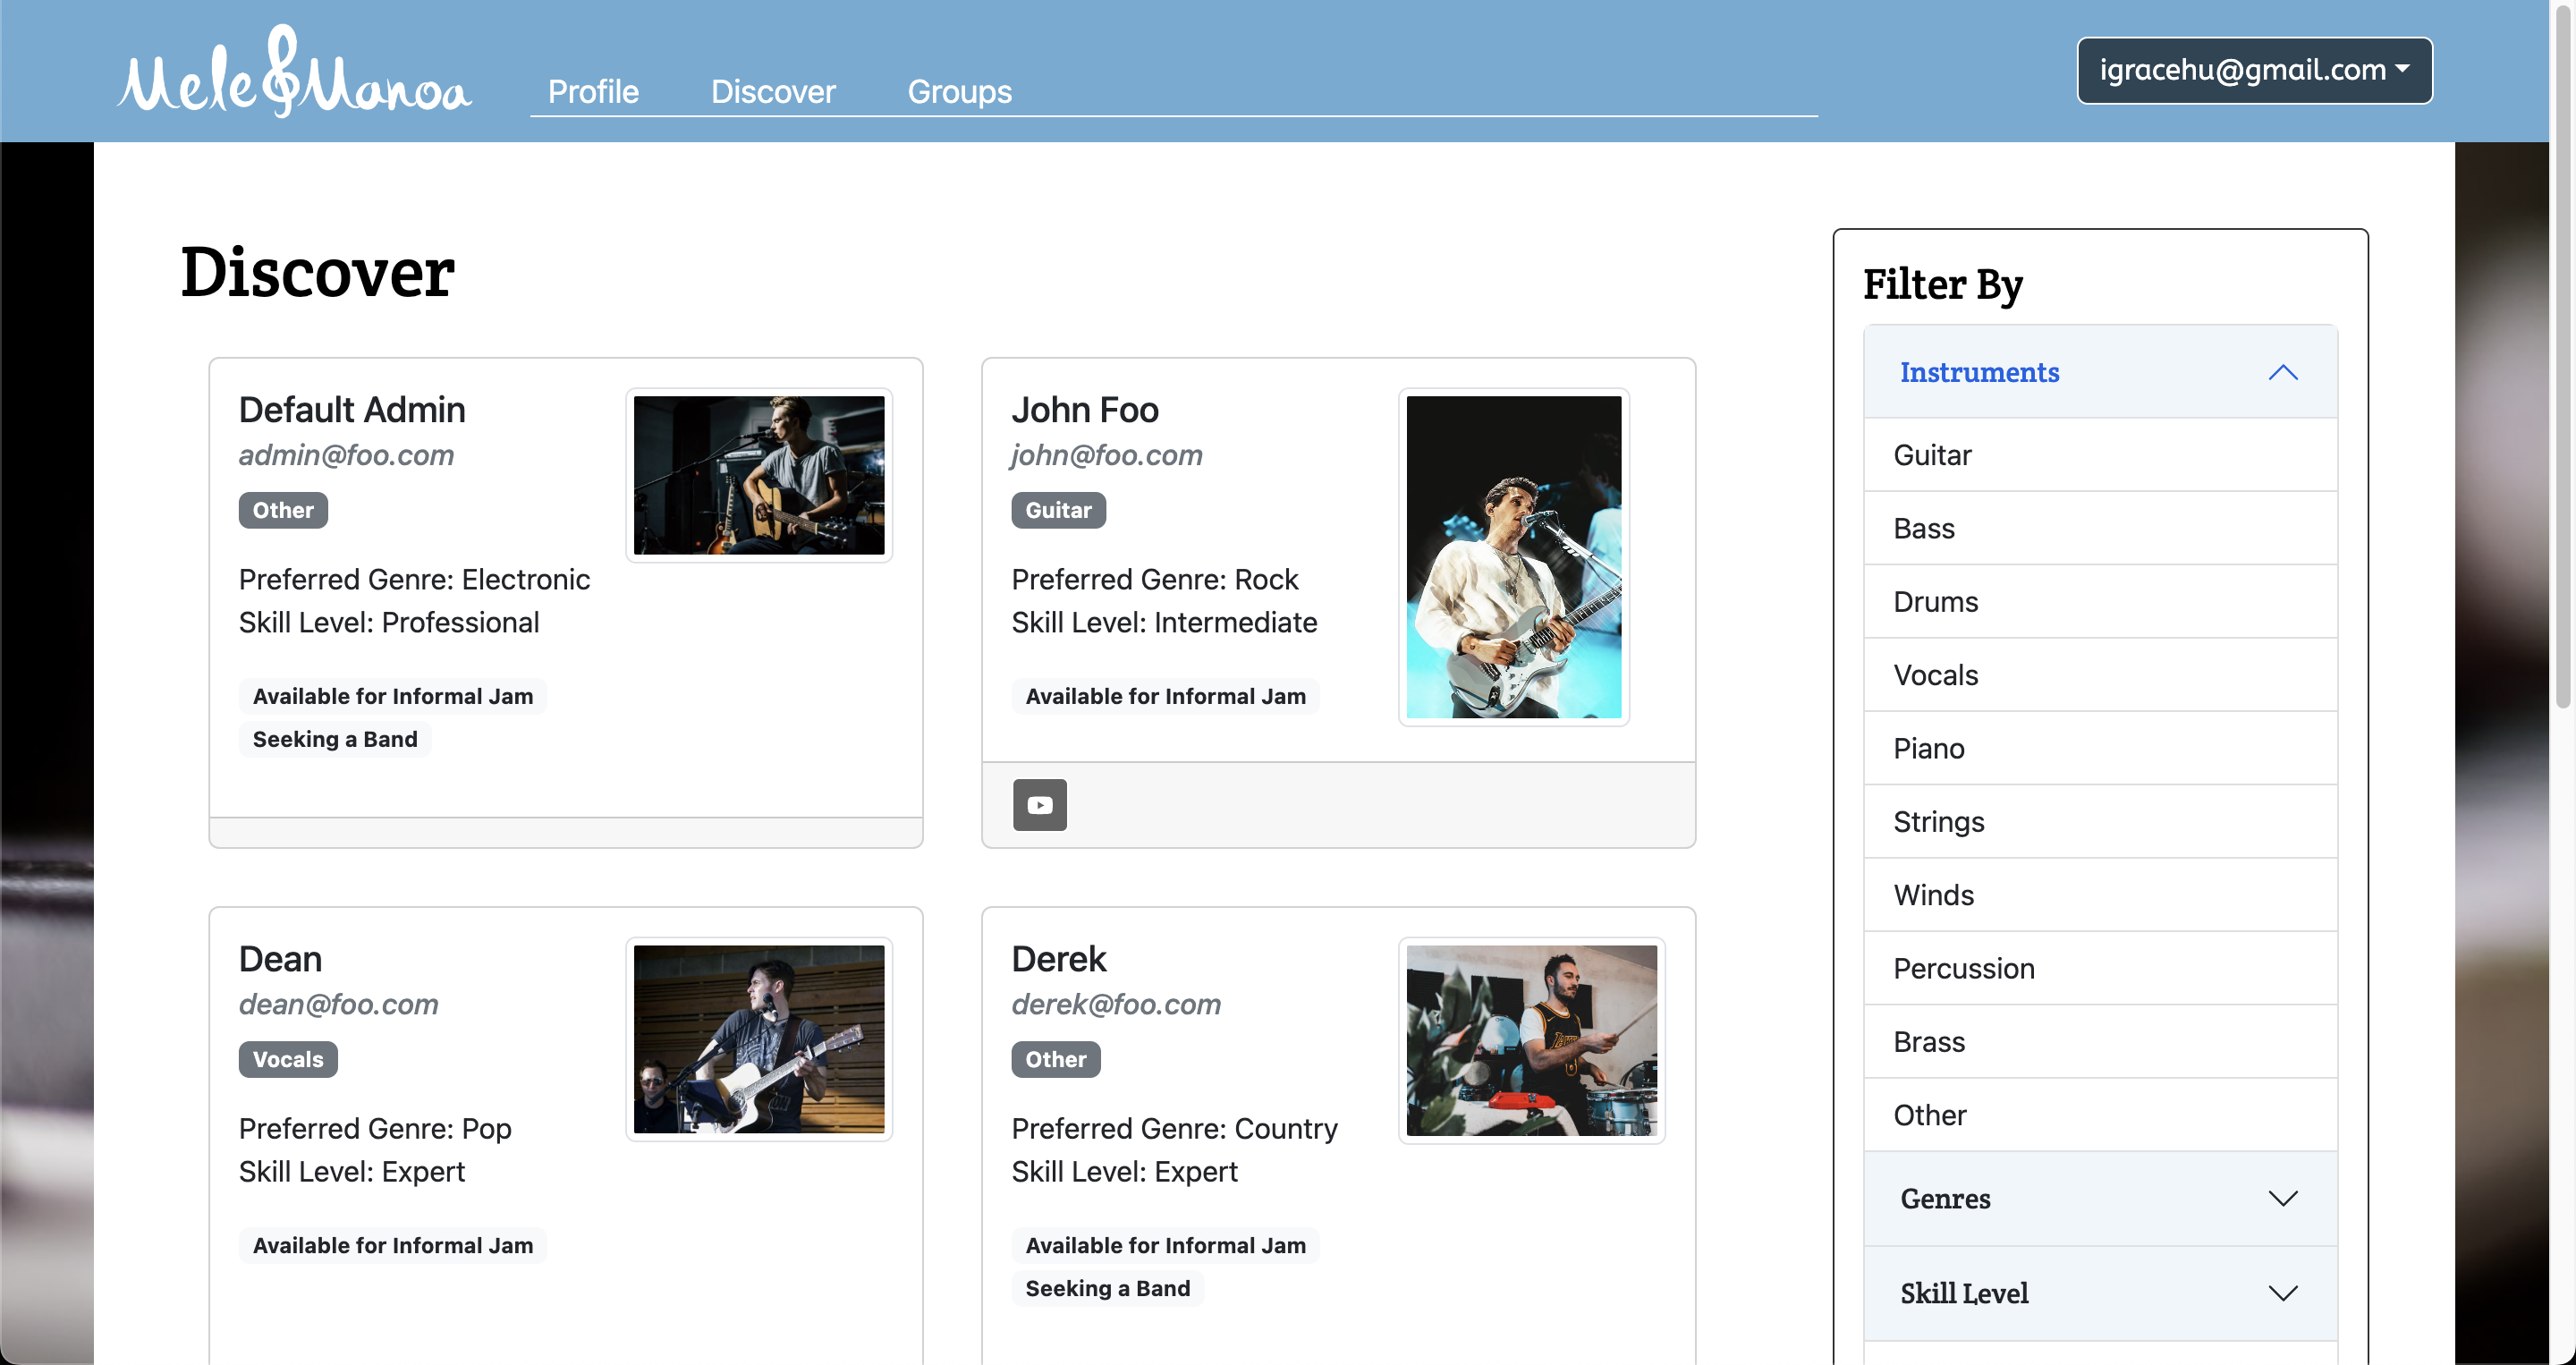 Mele Manoa
Profile
Discover
Groups
igracehu@gmail.com
Discover
Default Admin
admin@foo.com
Other
Preferred Genre: Electronic
Skill Level: Professional
Available for Informal Jam
Seeking a Band
John Foo
john@foo.com
Guitar
Preferred Genre: Rock
Skill Level: Intermediate
Available for Informal Jam
Dean
dean@foo.com
Vocals
Preferred Genre: Pop
Skill Level: Expert
Available for Informal Jam
Derek
derek@foo.com
Other
Preferred Genre: Country
Skill Level: Expert
Available for Informal Jam
Seeking a Band
Filter By
Instruments
Guitar
Bass
Drums
Vocals
Piano
Strings
Winds
Percussion
Brass
Other
Genres
Skill Level